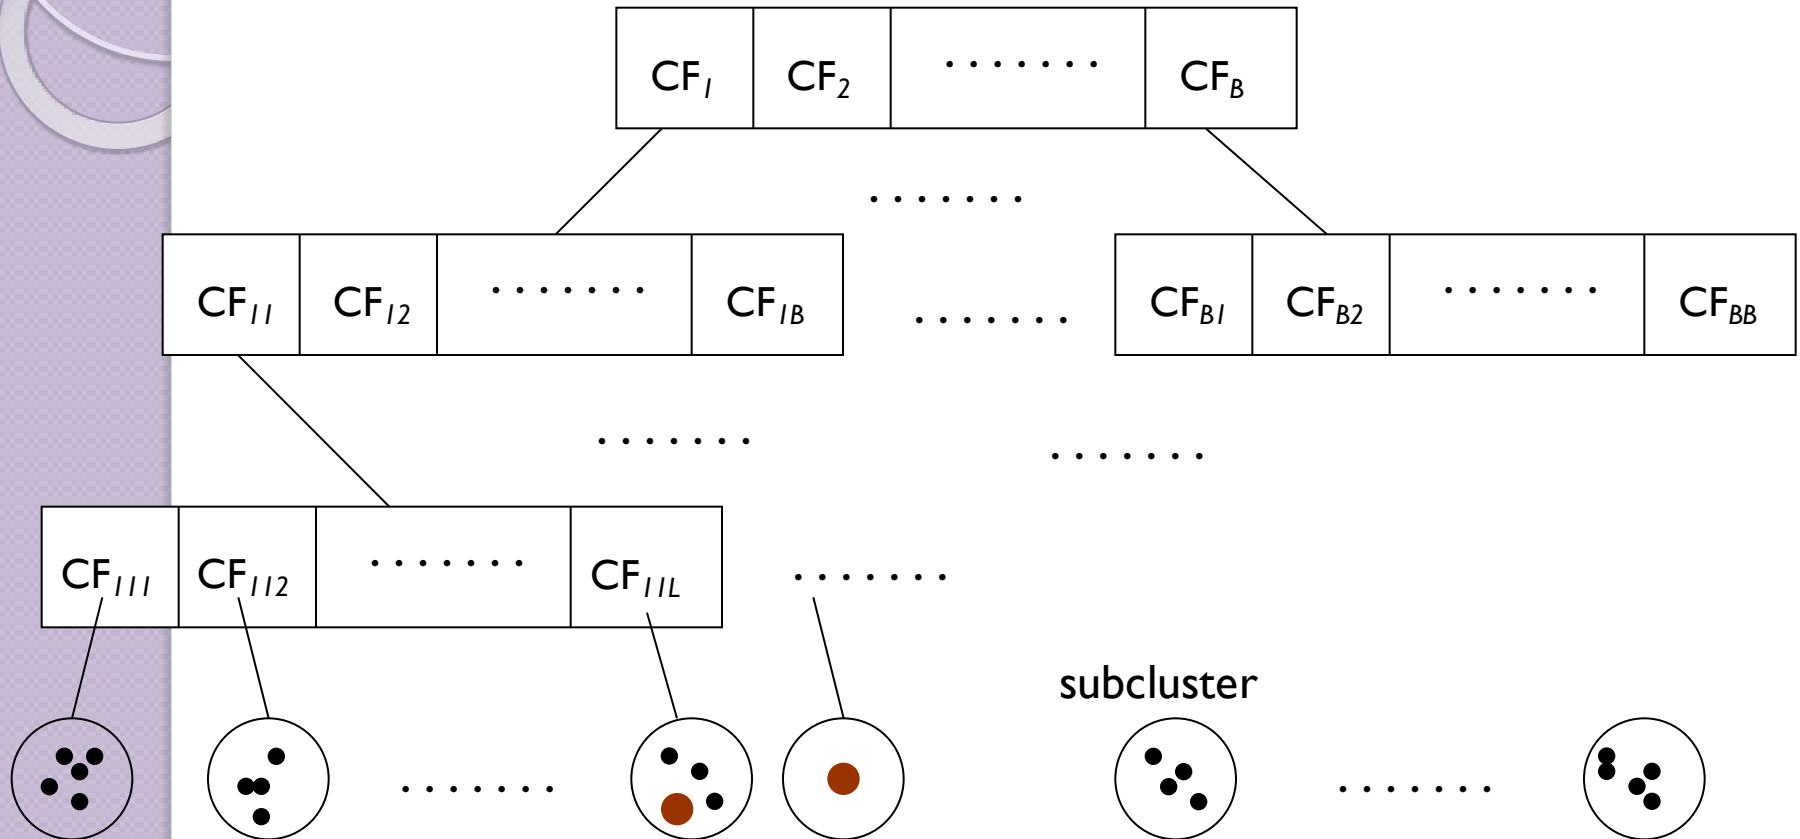 CF1 CF2 ....... CFB
.......
CF11 CF12 ....... CF1B ....... CFB1 CFB2 ....... CFBB
....... .......
CF111 CF112 ....... CF11L .......
subcluster
....... .......